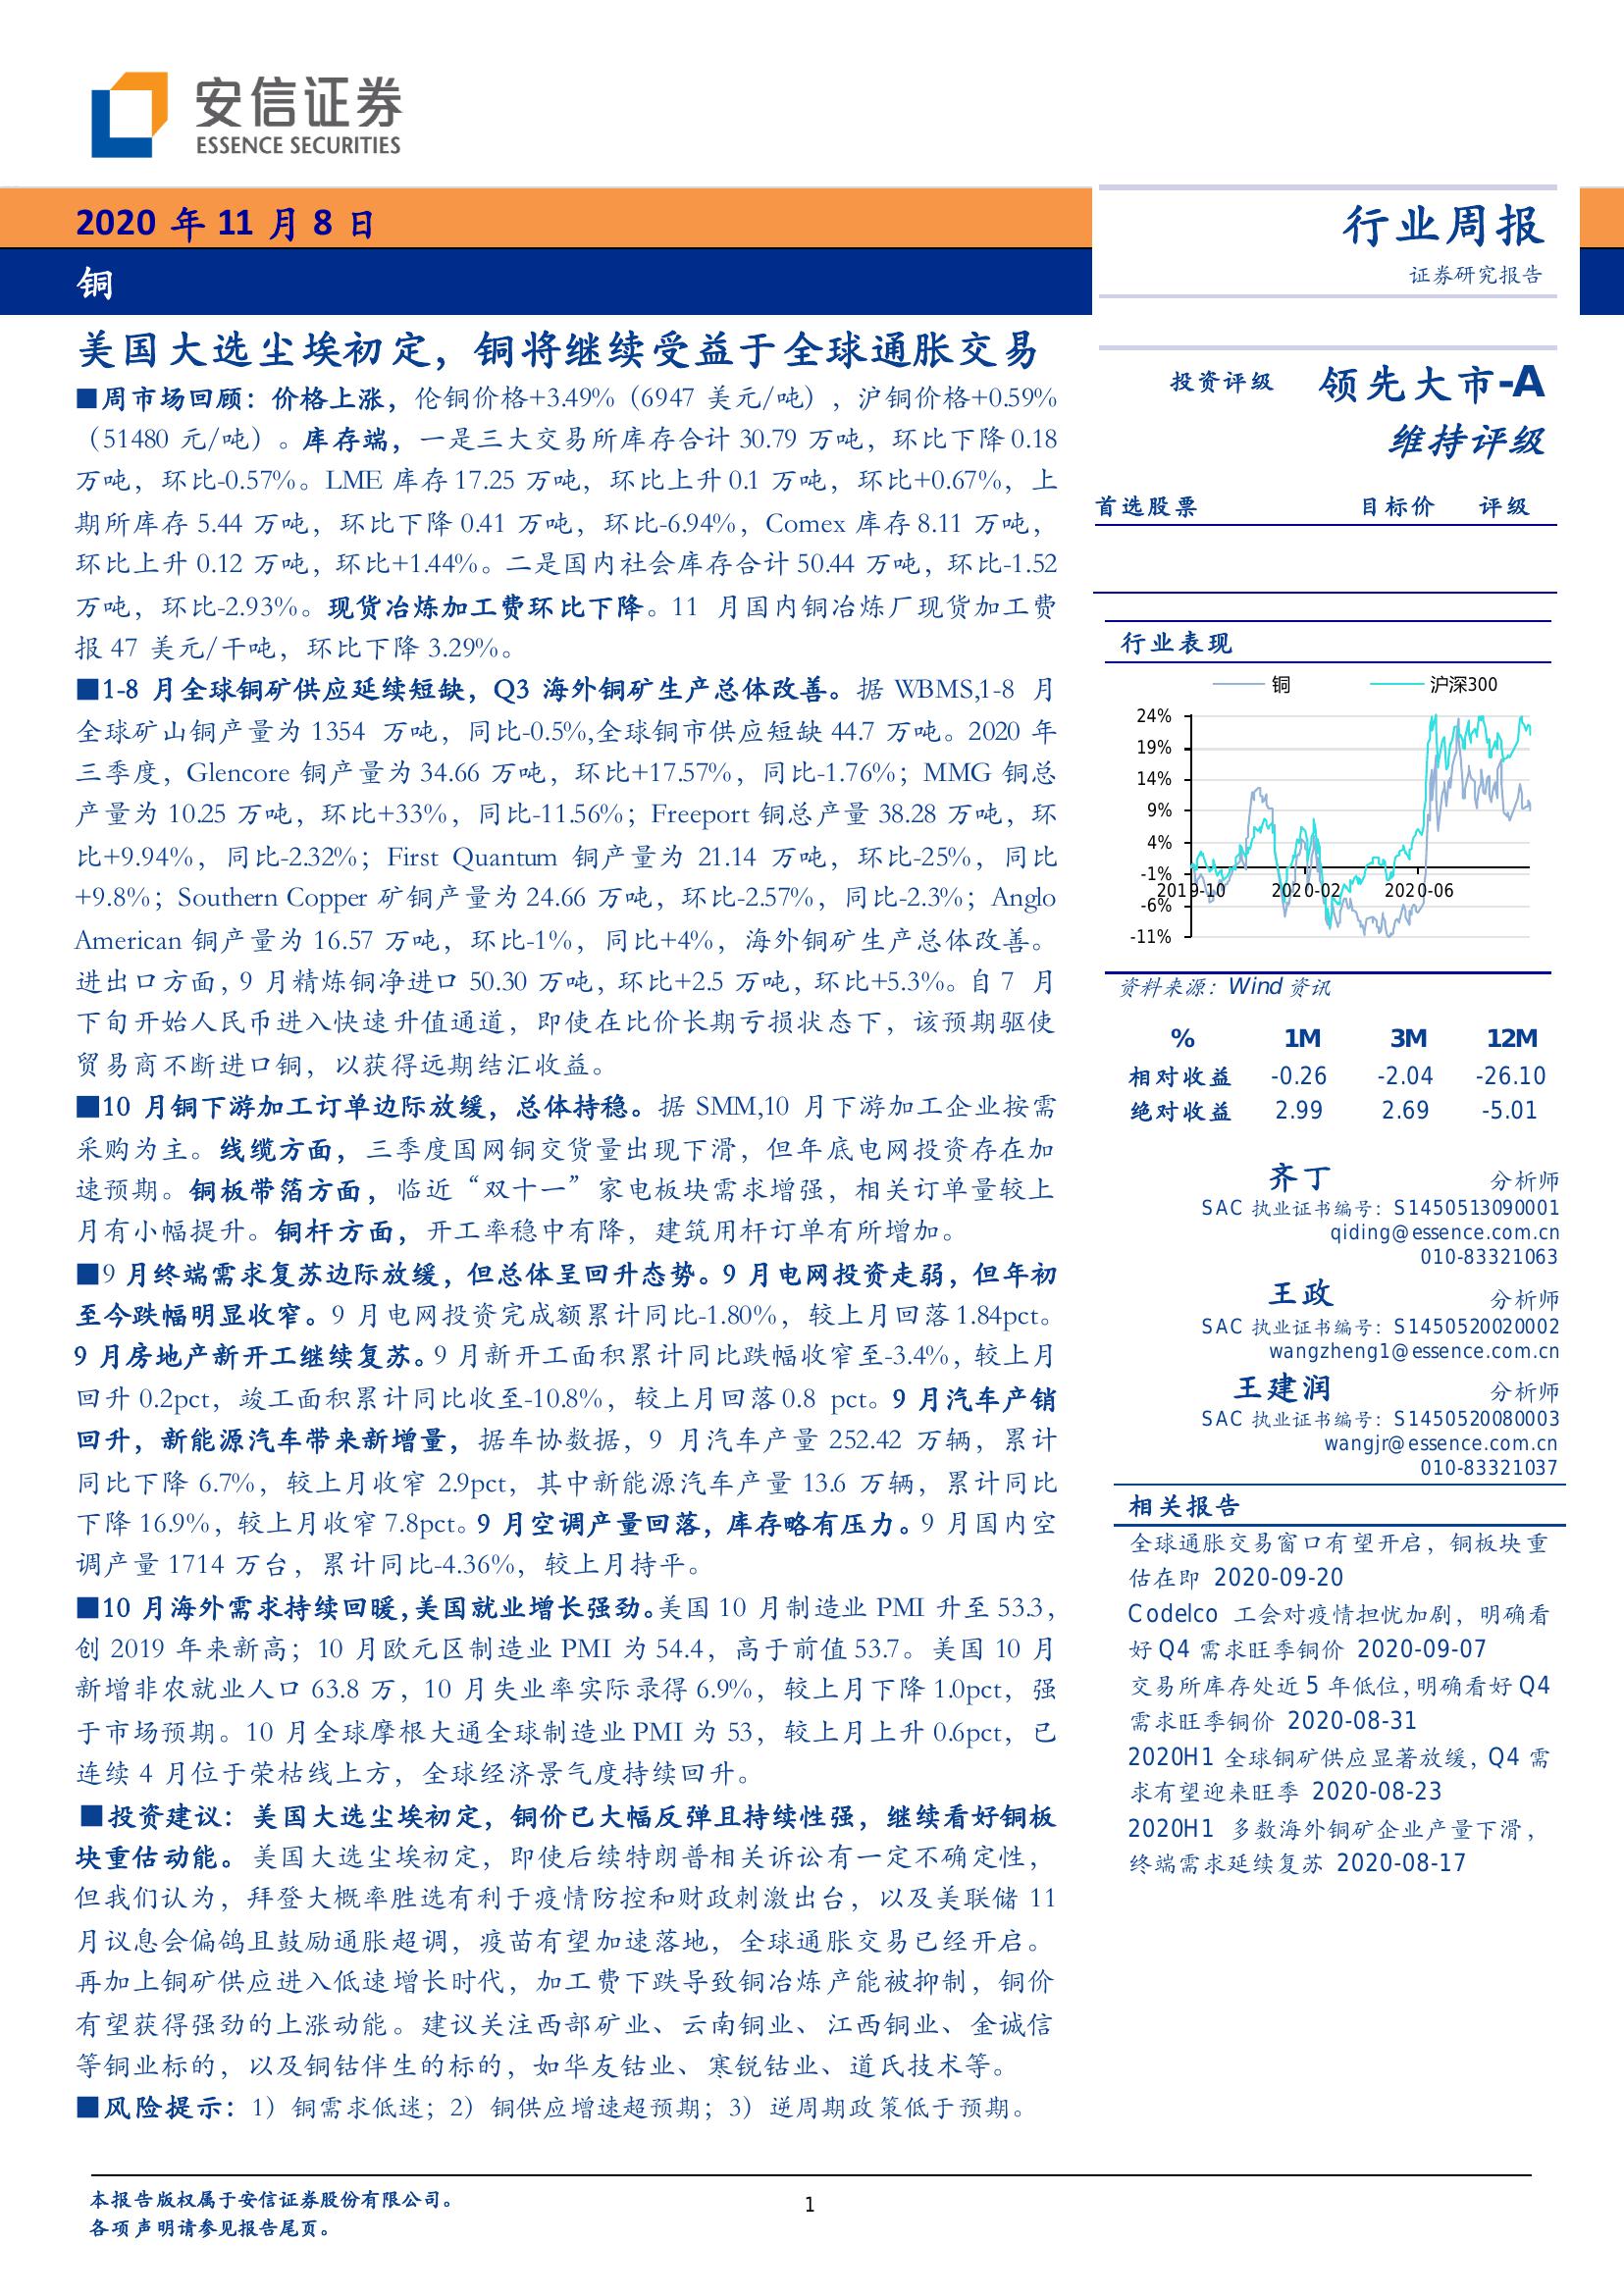 安信证券
ESSENCE SECURITIES
2020 年 11 月 8 日
铜
行业周报
证券研究报告
美国大选尘埃初定，铜将继续受益于全球通胀交易
■周市场回顾：价格上涨，伦铜价格+3.49%（6947 美元/吨），沪铜价格+0.59%
（51480 元/吨）。库存端，一是三大交易所库存合计 30.79 万吨，环比下降 0.18
万吨，环比-0.57%。LME 库存 17.25 万吨，环比上升 0.1 万吨，环比+0.67%，上
期所库存 5.44 万吨，环比下降 0.41 万吨，环比-6.94%，Comex 库存 8.11 万吨，
环比上升 0.12 万吨，环比+1.44%。二是国内社会库存合计 50.44 万吨，环比-1.52
万吨，环比-2.93%。现货冶炼加工费环比下降。11 月国内铜冶炼厂现货加工费
报 47 美元/干吨，环比下降 3.29%。
■1-8 月全球铜矿供应延续短缺，Q3 海外铜矿生产总体改善。据 WBMS,1-8 月
全球矿山铜产量为 1354 万吨，同比-0.5%,全球铜市供应短缺 44.7 万吨。2020 年
三季度，Glencore 铜产量为 34.66 万吨，环比+17.57%，同比-1.76%；MMG 铜总
产量为 10.25 万吨，环比+33%，同比-11.56%；Freeport 铜总产量 38.28 万吨，环
比+9.94%，同比-2.32%；First Quantum 铜产量为 21.14 万吨，环比-25%，同比
+9.8%；Southern Copper 矿铜产量为 24.66 万吨，环比-2.57%，同比-2.3%；Anglo
American 铜产量为 16.57 万吨，环比-1%，同比+4%，海外铜矿生产总体改善。
进出口方面，9 月精炼铜净进口 50.30 万吨，环比+2.5 万吨，环比+5.3%。自 7 月
下旬开始人民币进入快速升值通道，即使在比价长期亏损状态下，该预期驱使
贸易商不断进口铜，以获得远期结汇收益。
■10 月铜下游加工订单边际放缓，总体持稳。据 SMM,10 月下游加工企业按需
采购为主。线缆方面，三季度国网铜交货量出现下滑，但年底电网投资存在加
速预期。铜板带箔方面，临近“双十一”家电板块需求增强，相关订单量较上
月有小幅提升。铜杆方面，开工率稳中有降，建筑用杆订单有所增加。
■9 月终端需求复苏边际放缓，但总体呈回升态势。9 月电网投资走弱，但年初
至今跌幅明显收窄。9 月电网投资完成额累计同比-1.80%，较上月回落 1.84pct。
9 月房地产新开工继续复苏。9 月新开工面积累计同比跌幅收窄至-3.4%，较上月
回升 0.2pct，竣工面积累计同比收至-10.8%，较上月回落 0.8 pct。9 月汽车产销
回升，新能源汽车带来新增量，据车协数据，9 月汽车产量 252.42 万辆，累计
同比下降 6.7%，较上月收窄 2.9pct，其中新能源汽车产量 13.6 万辆，累计同比
下降 16.9%，较上月收窄 7.8pct。9 月空调产量回落，库存略有压力。9 月国内空
调产量 1714 万台，累计同比-4.36%，较上月持平。
■10 月海外需求持续回暖,美国就业增长强劲。美国 10 月制造业 PMI 升至 53.3，
创 2019 年来新高；10 月欧元区制造业 PMI 为 54.4，高于前值 53.7。美国 10 月
新增非农就业人口 63.8 万，10 月失业率实际录得 6.9%，较上月下降 1.0pct，强
于市场预期。10 月全球摩根大通全球制造业 PMI 为 53，较上月上升 0.6pct，已
连续 4 月位于荣枯线上方，全球经济景气度持续回升。
■投资建议：美国大选尘埃初定，铜价已大幅反弹且持续性强，继续看好铜板
块重估动能。美国大选尘埃初定，即使后续特朗普相关诉讼有一定不确定性，
但我们认为，拜登大概率胜选有利于疫情防控和财政刺激出台，以及美联储 11
月议息会偏鸽且鼓励通胀超调，疫苗有望加速落地，全球通胀交易已经开启。
再加上铜矿供应进入低速增长时代，加工费下跌导致铜冶炼产能被抑制，铜价
有望获得强劲的上涨动能。建议关注西部矿业、云南铜业、江西铜业、金诚信
等铜业标的，以及铜钴伴生的标的，如华友钴业、寒锐钴业、道氏技术等。
■风险提示：1）铜需求低迷；2）铜供应增速超预期；3）逆周期政策低于预期。
投资评级 领先大市-A
维持评级
首选股票 目标价 评级
行业表现
铜 沪深300
24%
19%
14%
9%
4%
-1%
2019-10 2020-02 2020-06
-6%
-11%
资料来源：Wind 资讯
% 1M 3M 12M
相对收益 -0.26 -2.04 -26.10
绝对收益 2.99 2.69 -5.01
齐丁 分析师
SAC 执业证书编号：S1450513090001
qiding@essence.com.cn
010-83321063
王政 分析师
SAC 执业证书编号：S1450520020002
wangzheng1@essence.com.cn
王建润 分析师
SAC 执业证书编号：S1450520080003
wangjr@essence.com.cn
010-83321037
相关报告
全球通胀交易窗口有望开启，铜板块重
估在即 2020-09-20
Codelco 工会对疫情担忧加剧，明确看
好 Q4 需求旺季铜价 2020-09-07
交易所库存处近 5 年低位，明确看好 Q4
需求旺季铜价 2020-08-31
2020H1 全球铜矿供应显著放缓，Q4 需
求有望迎来旺季 2020-08-23
2020H1 多数海外铜矿企业产量下滑，
终端需求延续复苏 2020-08-17
本报告版权属于安信证券股份有限公司。
各项声明请参见报告尾页。
1